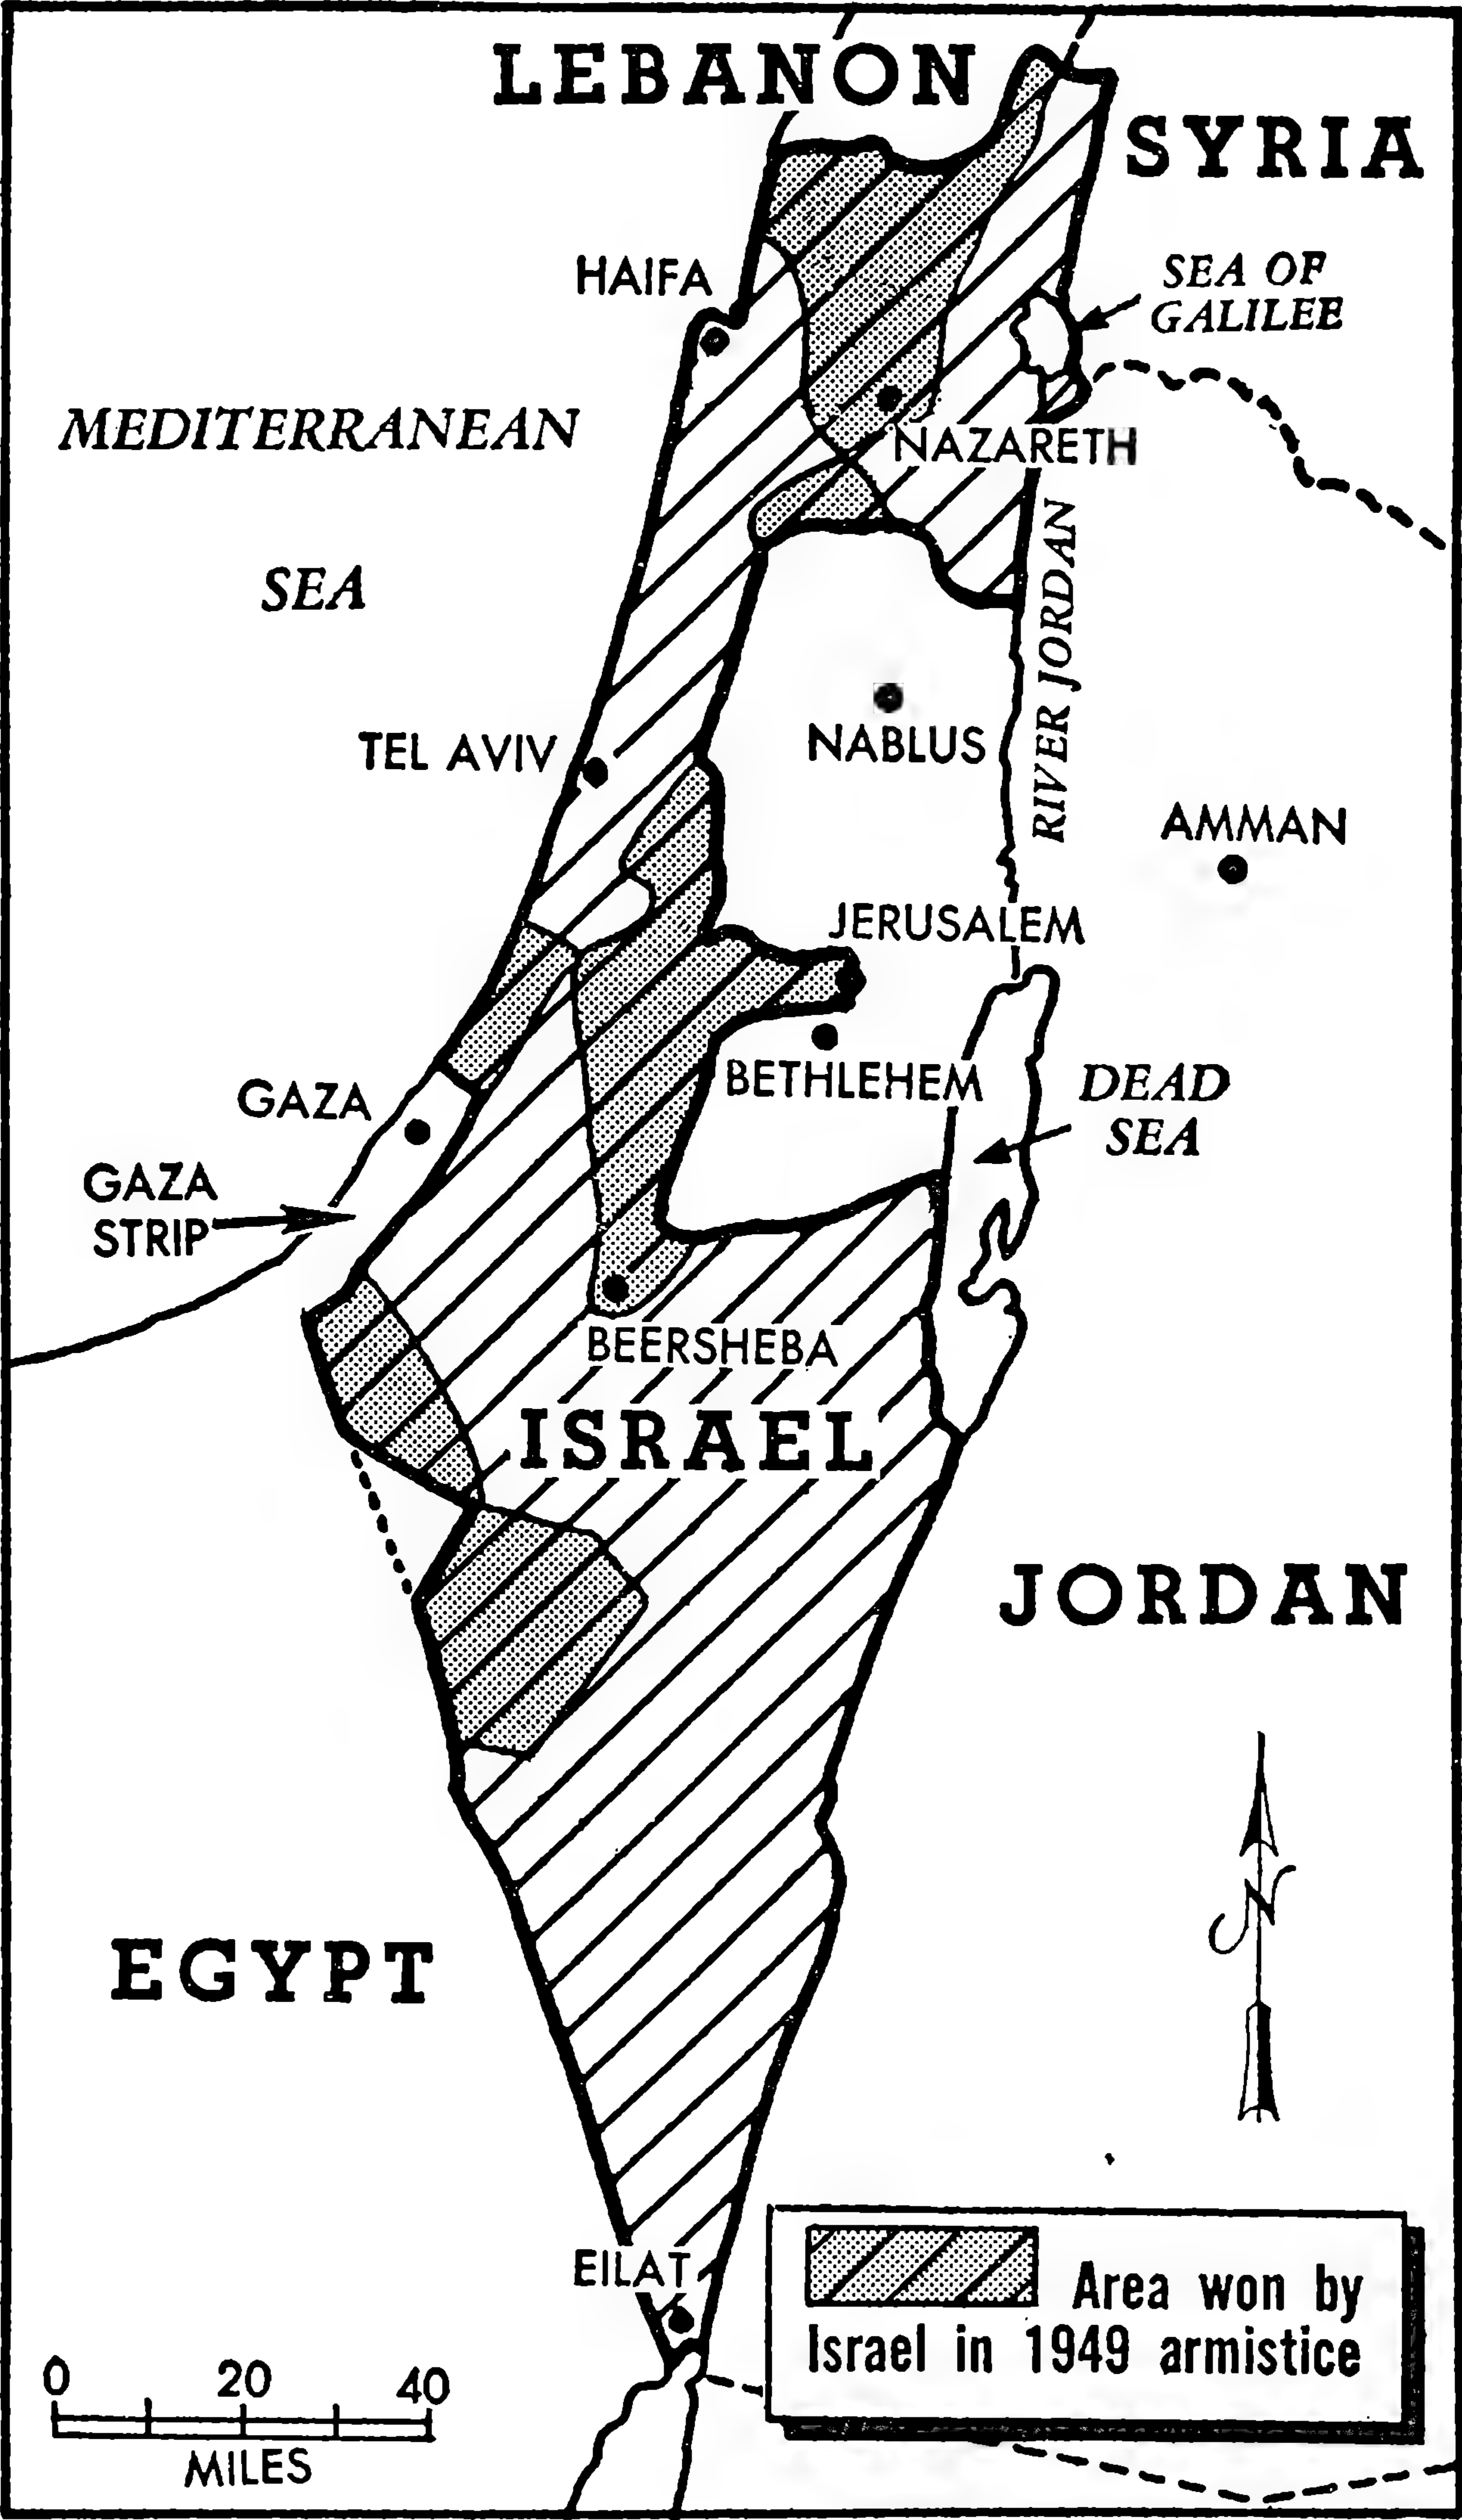 LEBANON
SYRIA
HAIFA
SEA OF
GALILEE
MEDITERRANEAN
NAZARETH
SEA
RIVER JORDAN
NABLUS
TEL AVIV
AMMAN
JERUSALEM
BETHLEHEM
DEAD
SEA
GAZA
GAZA
STRIP
BEERSHEBA
ISRAEL
JORDAN
N
EGYPT
EILAT
Area won by
Israel in 1949 armistice
0 20 40
MILES